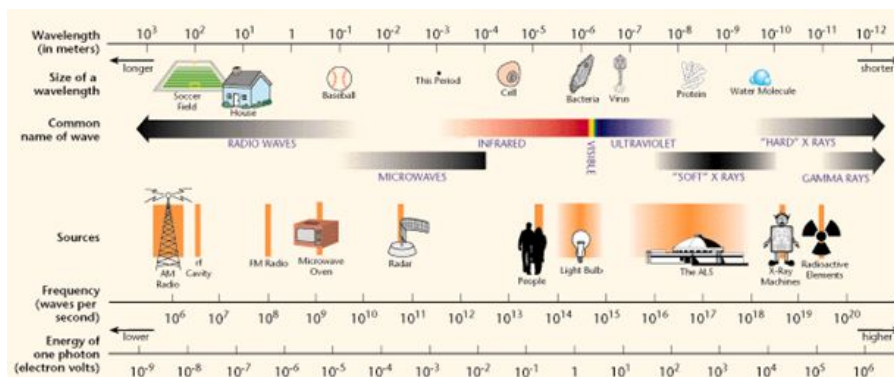 Wavelength (in meters) 10³ 10² 10¹ 1 10⁻¹ 10⁻² 10⁻³ 10⁻⁴ 10⁻⁵ 10⁻⁶ 10⁻⁷ 10⁻⁸ 10⁻⁹ 10⁻¹⁰ 10⁻¹¹ 10⁻¹²
longer shorter
Size of a wavelength
Soccer Field House Baseball This Period Cell Bacteria Virus Protein Water Molecule
Common name of wave
RADIO WAVES INFRARED VISIBLE ULTRAVIOLET "HARD" X RAYS
MICROWAVES "SOFT" X RAYS GAMMA RAYS
Sources
AM Radio rf Cavity FM Radio Microwave Oven Radar People Light Bulb The ALS X-Ray Machines Radioactive Elements
Frequency (waves per second) 10⁶ 10⁷ 10⁸ 10⁹ 10¹⁰ 10¹¹ 10¹² 10¹³ 10¹⁴ 10¹⁵ 10¹⁶ 10¹⁷ 10¹⁸ 10¹⁹ 10²⁰
lower higher
Energy of one photon (electron volts) 10⁻⁹ 10⁻⁸ 10⁻⁷ 10⁻⁶ 10⁻⁵ 10⁻⁴ 10⁻³ 10⁻² 10⁻¹ 1 10¹ 10² 10³ 10⁴ 10⁵ 10⁶